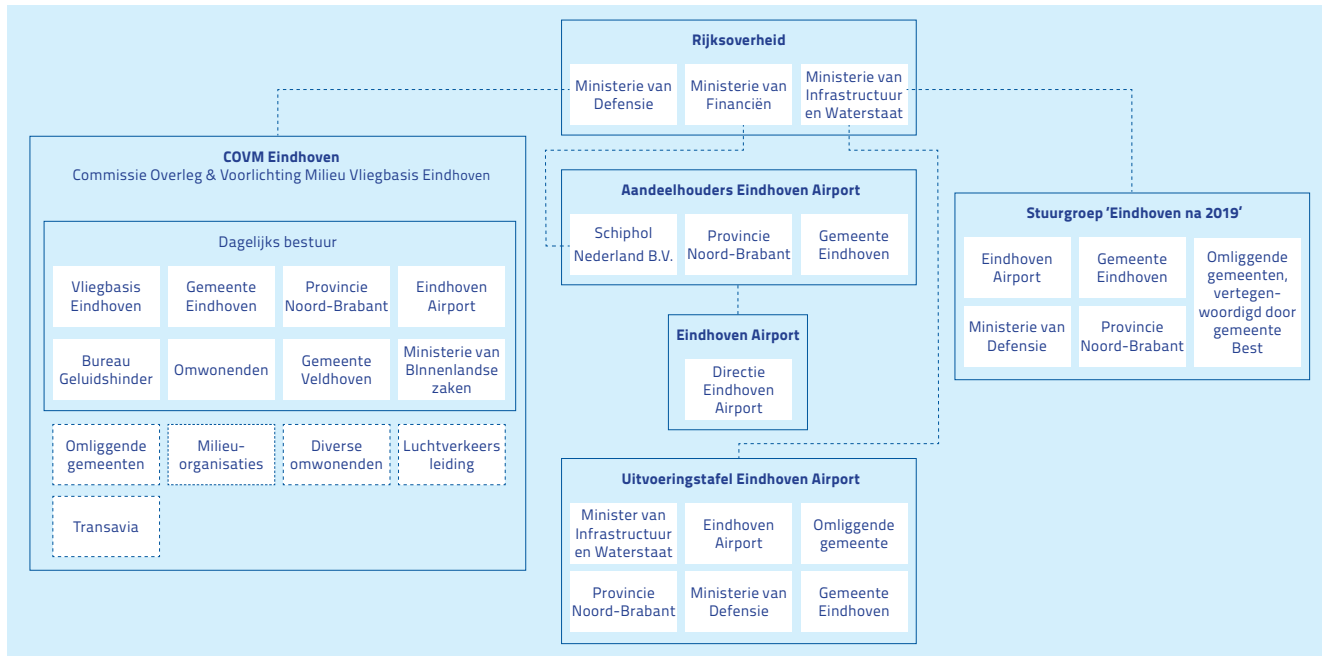 Rijksoverheid
Ministerie van
Defensie
Ministerie van
Financiën
Ministerie van
Infrastructuur
en Waterstaat
COVM Eindhoven
Commissie Overleg & Voorlichting Milieu Vliegbasis Eindhoven
Dagelijks bestuur
Vliegbasis
Eindhoven
Gemeente
Eindhoven
Provincie
Noord-Brabant
Eindhoven
Airport
Bureau
Geluidshinder
Omwonenden
Gemeente
Veldhoven
Ministerie van
BInnenlandse
zaken
Omliggende
gemeenten
Milieu-
organisaties
Diverse
omwonenden
Luchtverkeers
leiding
Transavia
Aandeelhouders Eindhoven Airport
Schiphol
Nederland B.V.
Provincie
Noord-Brabant
Gemeente
Eindhoven
Eindhoven Airport
Directie
Eindhoven
Airport
Uitvoeringstafel Eindhoven Airport
Minister van
Infrastructuur
en Waterstaat
Eindhoven
Airport
Omliggende
gemeente
Provincie
Noord-Brabant
Ministerie van
Defensie
Gemeente
Eindhoven
Stuurgroep ‘Eindhoven na 2019’
Eindhoven
Airport
Gemeente
Eindhoven
Omliggende
gemeenten,
vertegen-
woordigd door
gemeente
Best
Ministerie van
Defensie
Provincie
Noord-Brabant